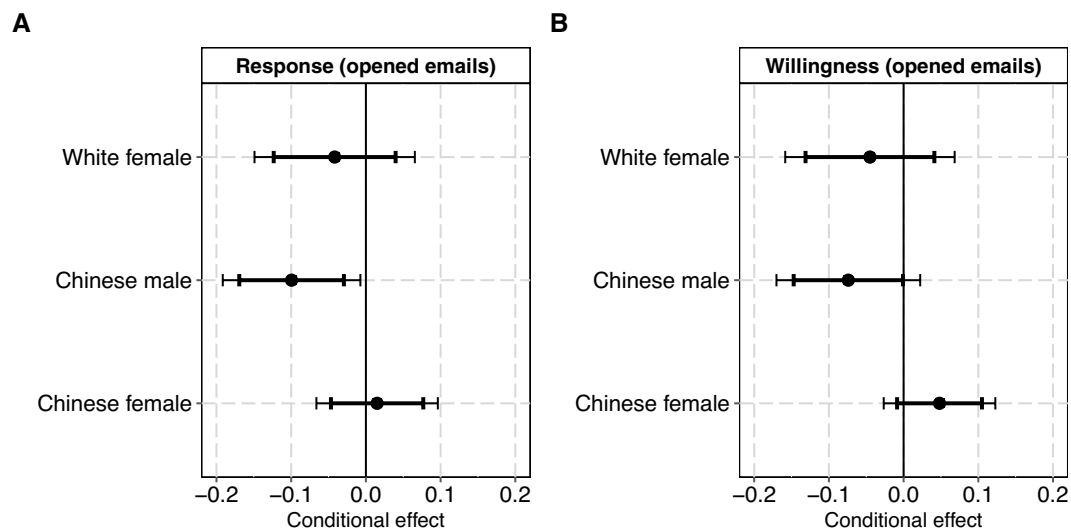 A
Response (opened emails)
White female
Chinese male
Chinese female
−0.2 −0.1 0.0 0.1 0.2
Conditional effect
B
Willingness (opened emails)
White female
Chinese male
Chinese female
−0.2 −0.1 0.0 0.1 0.2
Conditional effect